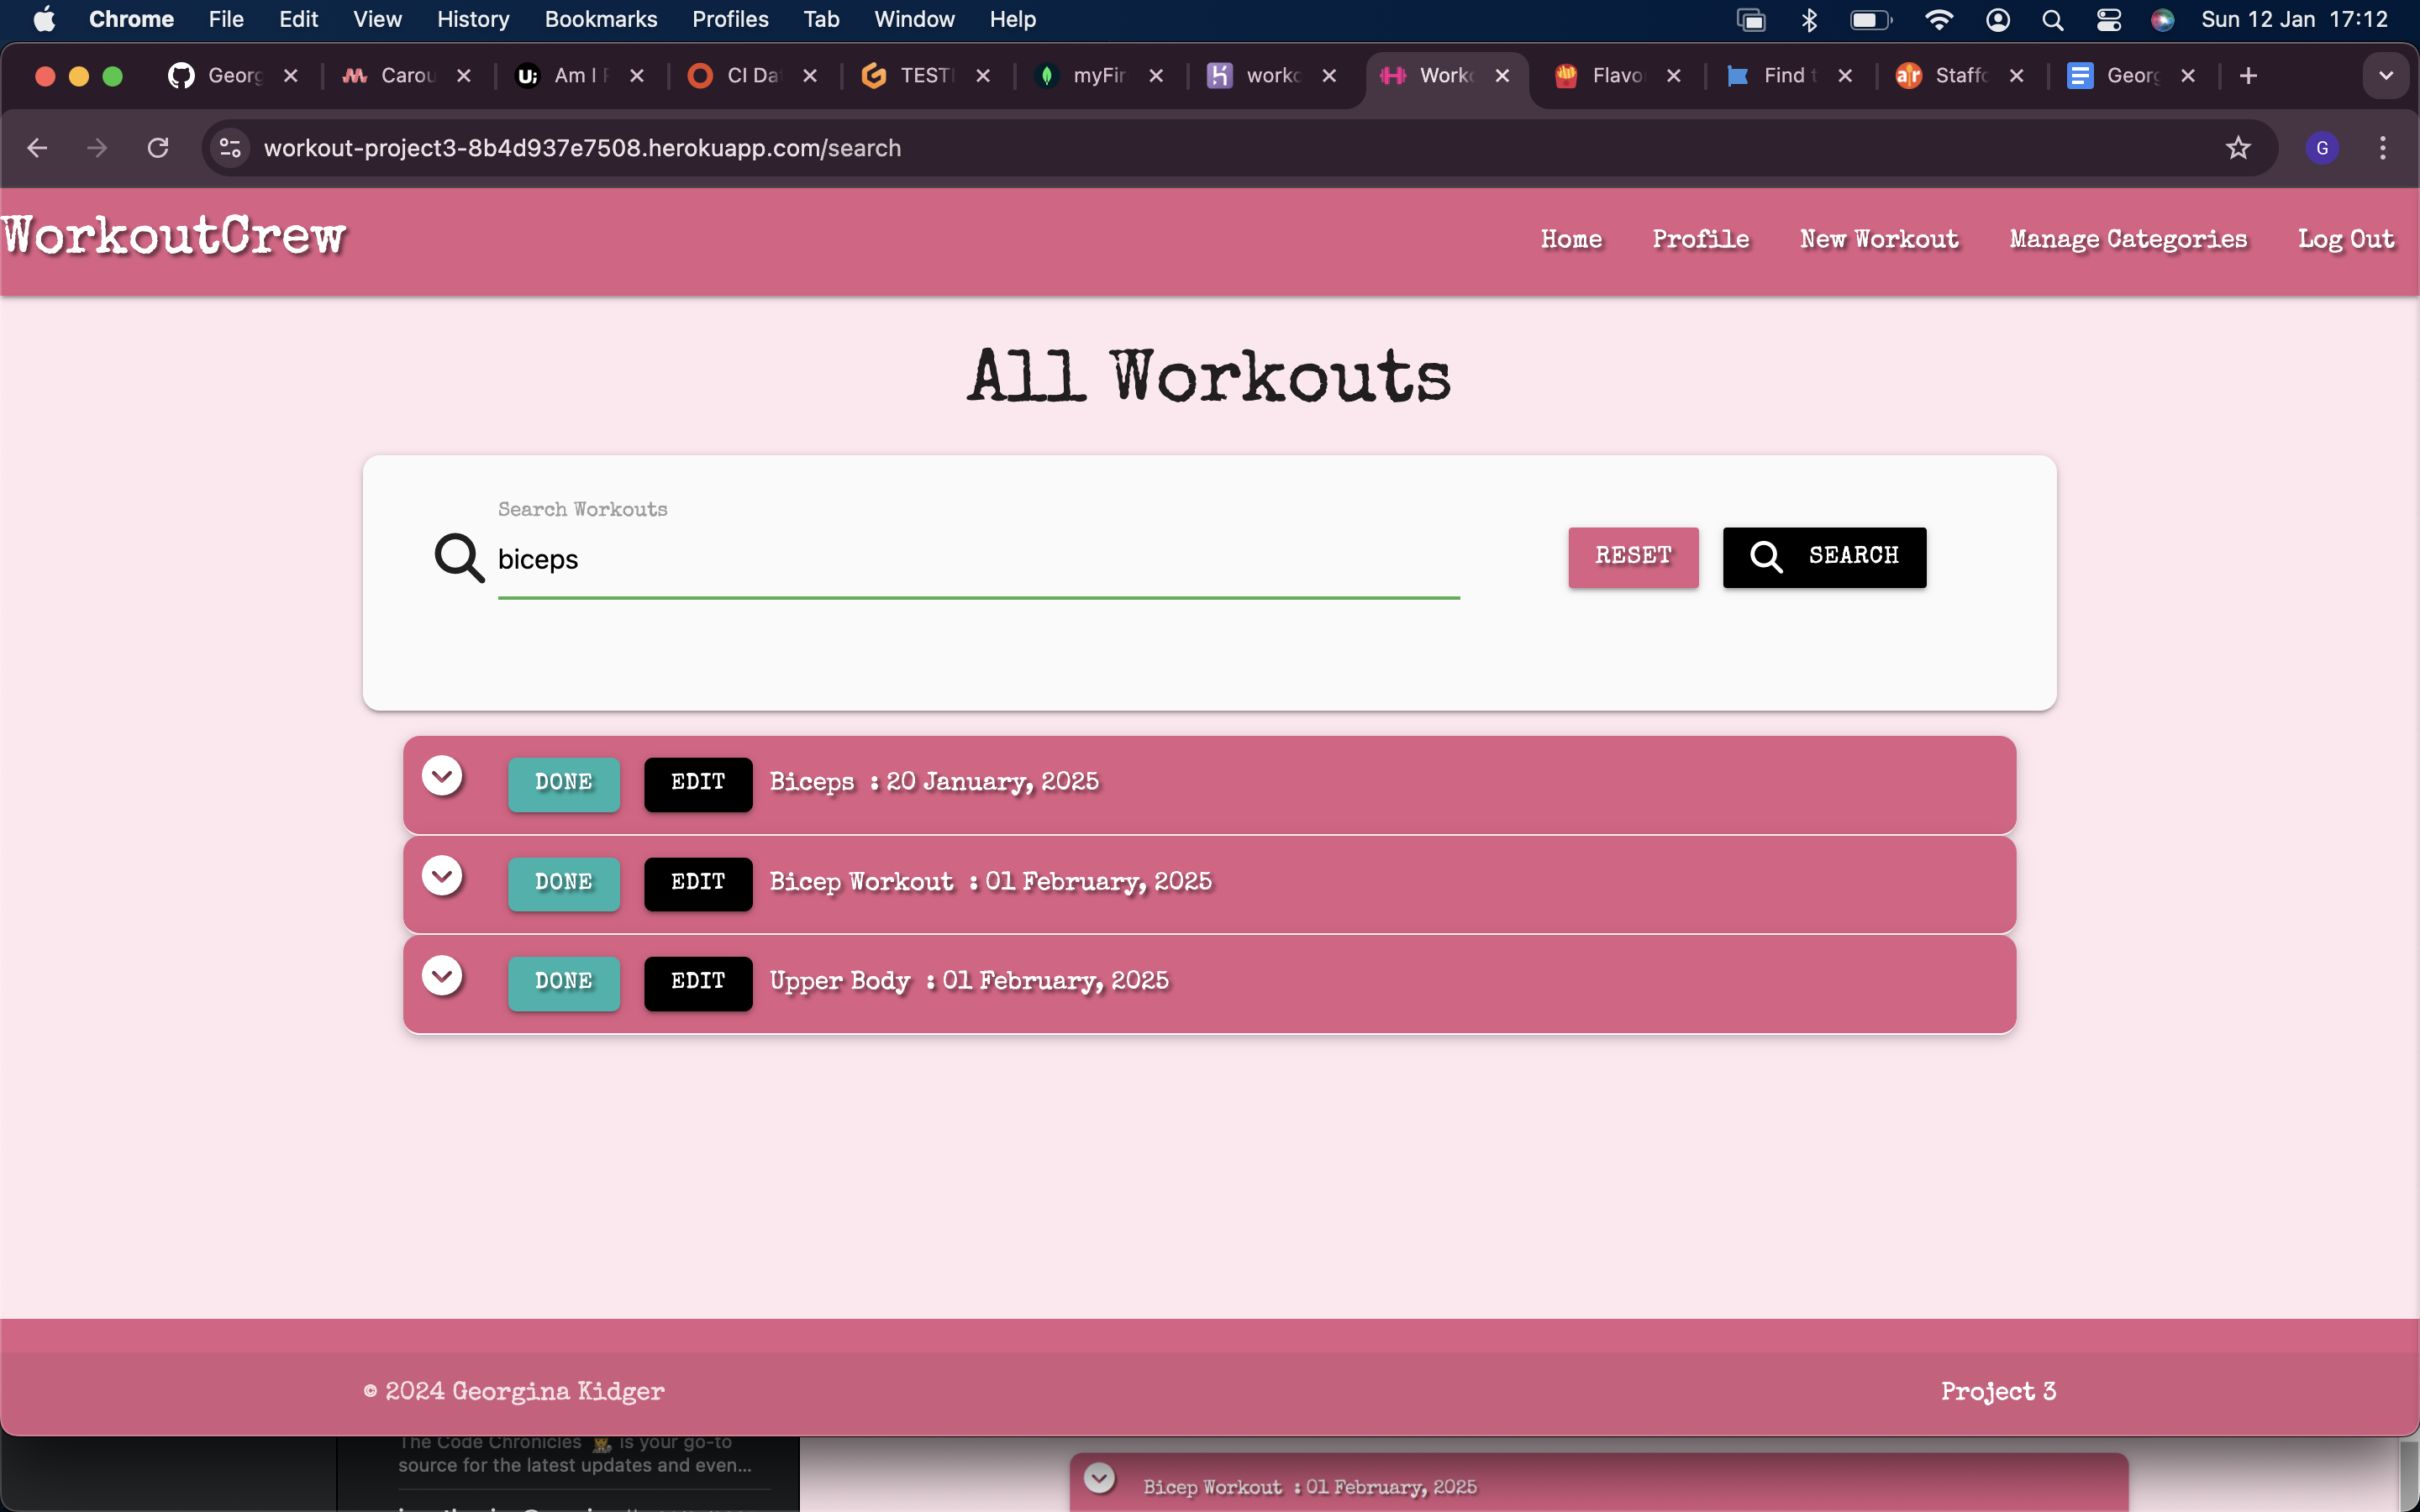 Chrome File Edit View History Bookmarks Profiles Tab Window Help Sun 12 Jan 17:12
Georg Carou Am I CI Da TEST myFir work Work Flavo Find t Staff Georg
workout-project3-8b4d937e7508.herokuapp.com/search G
WorkoutCrew Home Profile New Workout Manage Categories Log Out
All Workouts
Search Workouts
biceps RESET SEARCH
DONE EDIT Biceps : 20 January, 2025
DONE EDIT Bicep Workout : 01 February, 2025
DONE EDIT Upper Body : 01 February, 2025
© 2024 Georgina Kidger Project 3
The Code Chronicles is your go-to
source for the latest updates and even...
Bicep Workout : 01 February, 2025